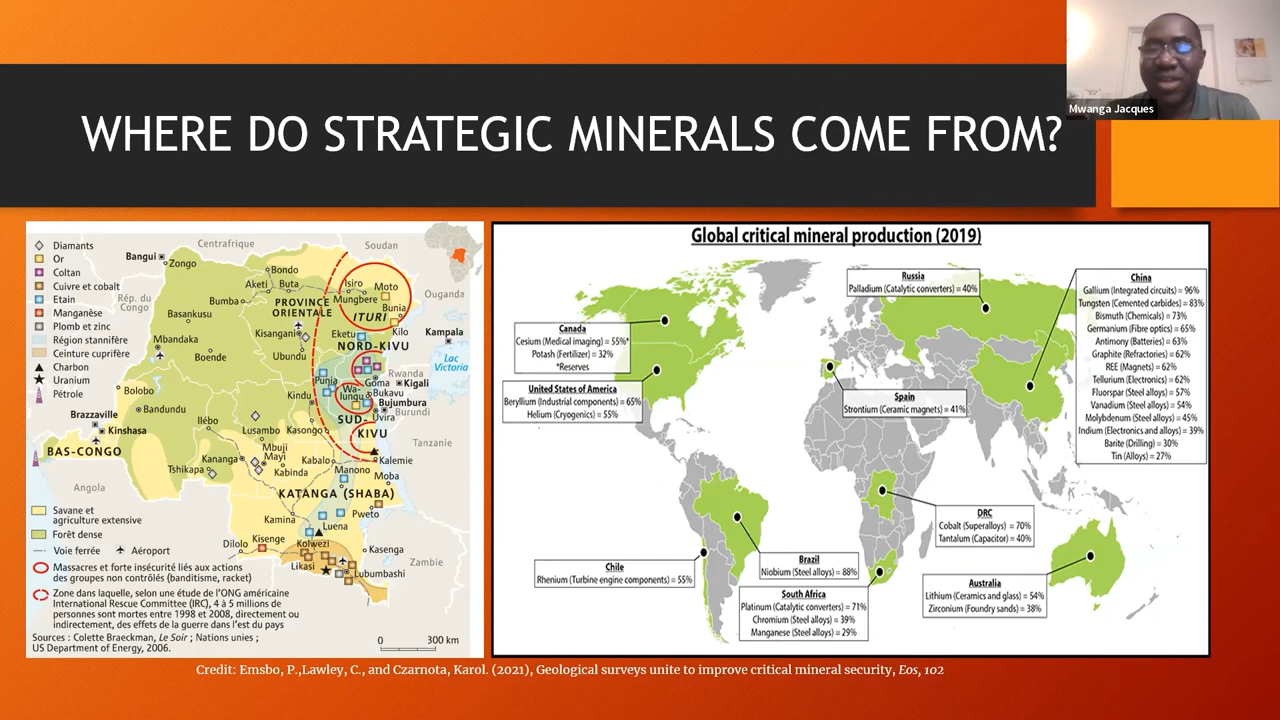 Mwanga Jacques
WHERE DO STRATEGIC MINERALS COME FROM?
Diamants
Or
Coltan
Cuivre et cobalt
Etain
Manganèse
Plomb et zinc
Région stannifère
Ceinture cuprifère
Charbon
Uranium
Pétrole
Centrafrique
Soudan
Bangui
Zongo
Bondo
Aketi
Buta
Isiro
Moto
Mungbere
Bumba
PROVINCE
ORIENTALE
Bunia
ITURI
Ouganda
Rép. du
Congo
Basankusu
Kisangani
Eketu
Kilo
Kampala
Mbandaka
Boende
Ubundu
NORD-KIVU
Lac
Victoria
Rwanda
Punia
Goma
Kigali
Wa-
lungu
Bukavu
Bolobo
Kindu
Bujumbura
Bandundu
Uvira
Burundi
Brazzaville
Ilébo
SUD-
KIVU
Kinshasa
Lusambo
Kasongo
Tanzanie
BAS-CONGO
Kananga
Mbuji
Mayi
Kabalo
Kalemie
Tshikapa
Kabinda
Manono
Moba
Angola
KATANGA (SHABA)
Kamina
Pweto
Luena
Dilolo
Kisenge
Kolwezi
Kasenga
Likasi
Zambie
Lubumbashi
Savane et
agriculture extensive
Forêt dense
Voie ferrée
Aéroport
Massacres et forte insécurité liés aux actions
des groupes non contrôlés (banditisme, racket)
Zone dans laquelle, selon une étude de l'ONG américaine
International Rescue Committee (IRC), 4 à 5 millions de
personnes sont mortes entre 1998 et 2008, directement ou
indirectement, des effets de la guerre dans l'est du pays
Sources : Colette Braeckman, Le Soir ; Nations unies ;
US Department of Energy, 2006.
0 300 km
Global critical mineral production (2019)
Canada
Cesium (Medical imaging) = 55%*
Potash (Fertilizer) = 32%
*Reserves
United States of America
Beryllium (Industrial components) = 65%
Helium (Cryogenics) = 55%
Russia
Palladium (Catalytic converters) = 40%
China
Gallium (Integrated circuits) = 96%
Tungsten (Cemented carbides) = 83%
Bismuth (Chemicals) = 73%
Germanium (Fibre optics) = 65%
Antimony (Batteries) = 63%
Graphite (Refractories) = 62%
REE (Magnets) = 62%
Tellurium (Electronics) = 62%
Fluorspar (Steel alloys) = 57%
Vanadium (Steel alloys) = 54%
Molybdenum (Steel alloys) = 45%
Indium (Electronics and alloys) = 39%
Barite (Drilling) = 30%
Tin (Alloys) = 27%
Spain
Strontium (Ceramic magnets) = 41%
DRC
Cobalt (Superalloys) = 70%
Tantalum (Capacitor) = 40%
Chile
Rhenium (Turbine engine components) = 55%
Brazil
Niobium (Steel alloys) = 88%
South Africa
Platinum (Catalytic converters) = 71%
Chromium (Steel alloys) = 39%
Manganese (Steel alloys) = 29%
Australia
Lithium (Ceramics and glass) = 54%
Zirconium (Foundry sands) = 38%
Credit: Emsbo, P.,Lawley, C., and Czarnota, Karol. (2021), Geological surveys unite to improve critical mineral security, Eos, 102